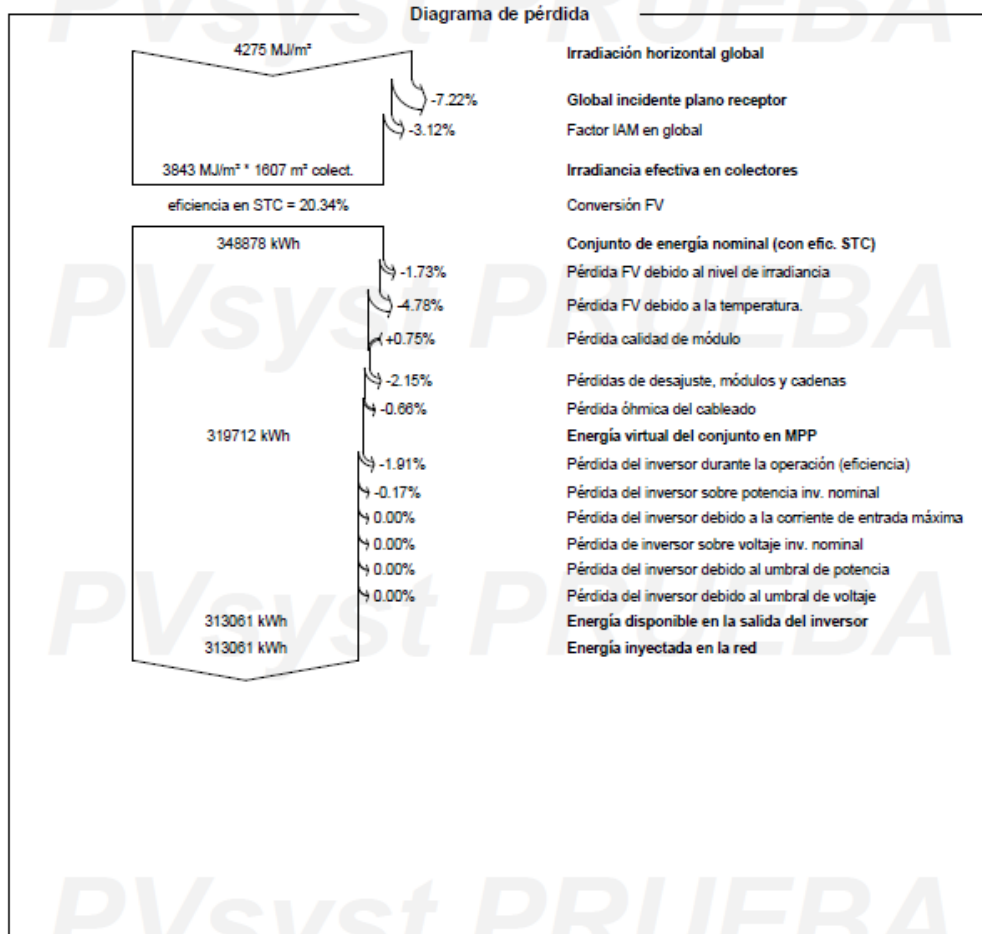 Diagrama de pérdida
4275 MJ/m² Irradiación horizontal global
-7.22% Global incidente plano receptor
-3.12% Factor IAM en global
3843 MJ/m² * 1607 m² colect. Irradiancia efectiva en colectores
eficiencia en STC = 20.34% Conversión FV
348878 kWh Conjunto de energía nominal (con efic. STC)
-1.73% Pérdida FV debido al nivel de irradiancia
-4.78% Pérdida FV debido a la temperatura.
+0.75% Pérdida calidad de módulo
-2.15% Pérdidas de desajuste, módulos y cadenas
-0.66% Pérdida óhmica del cableado
319712 kWh Energía virtual del conjunto en MPP
-1.91% Pérdida del inversor durante la operación (eficiencia)
-0.17% Pérdida del inversor sobre potencia inv. nominal
0.00% Pérdida del inversor debido a la corriente de entrada máxima
0.00% Pérdida de inversor sobre voltaje inv. nominal
0.00% Pérdida del inversor debido al umbral de potencia
0.00% Pérdida del inversor debido al umbral de voltaje
313061 kWh Energía disponible en la salida del inversor
313061 kWh Energía inyectada en la red
PVsyst PRUEBA
PVsyst PRUEBA
PVsyst PRUEBA
PVsyst PRUEBA